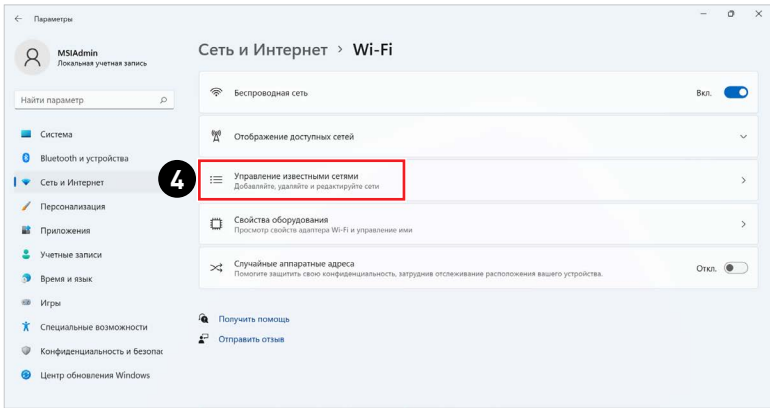 Параметры
MSIAdmin
Локальная учетная запись
Найти параметр
Система
Bluetooth и устройства
Сеть и Интернет
Персонализация
Приложения
Учетные записи
Время и язык
Игры
Специальные возможности
Конфиденциальность и безопас
Центр обновления Windows
Сеть и Интернет > Wi-Fi
Беспроводная сеть
Вкл.
Отображение доступных сетей
4
Управление известными сетями
Добавляйте, удаляйте и редактируйте сети
Свойства оборудования
Просмотр свойств адаптера Wi-Fi и управление ими
Случайные аппаратные адреса
Помогите защитить свою конфиденциальность, затруднив отслеживание расположения вашего устройства.
Откл.
Получить помощь
Отправить отзыв